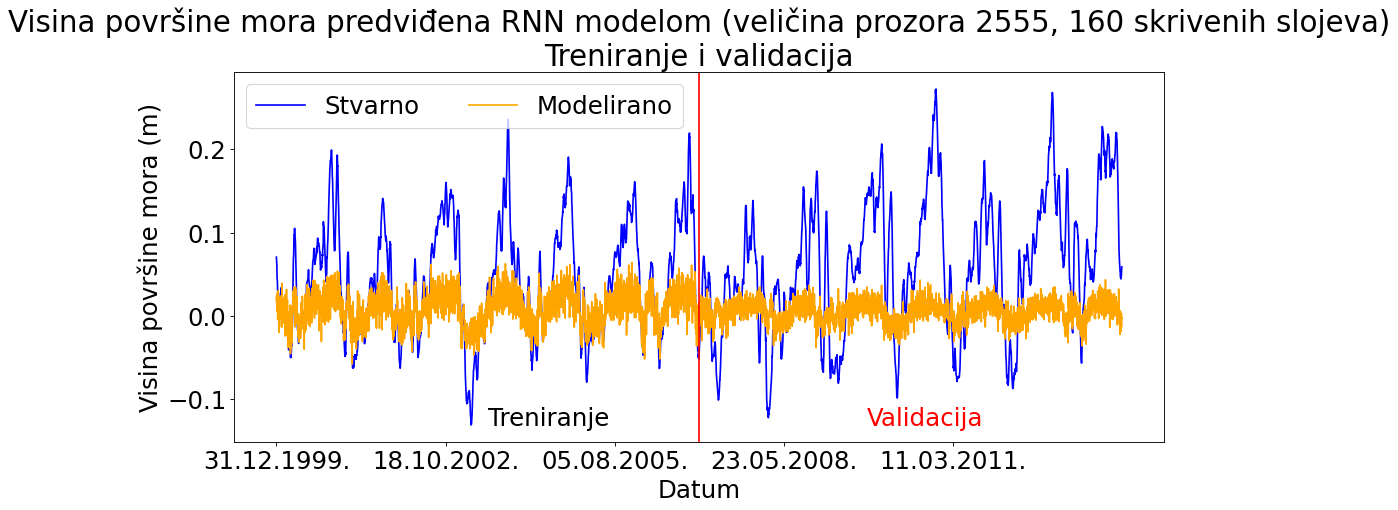 Visina površine mora predviđena RNN modelom (veličina prozora 2555, 160 skrivenih slojeva)
Treniranje i validacija
Stvarno
Modelirano
Visina površine mora (m)
0.2
0.1
0.0
−0.1
Treniranje
Validacija
31.12.1999.
18.10.2002.
05.08.2005.
23.05.2008.
11.03.2011.
Datum